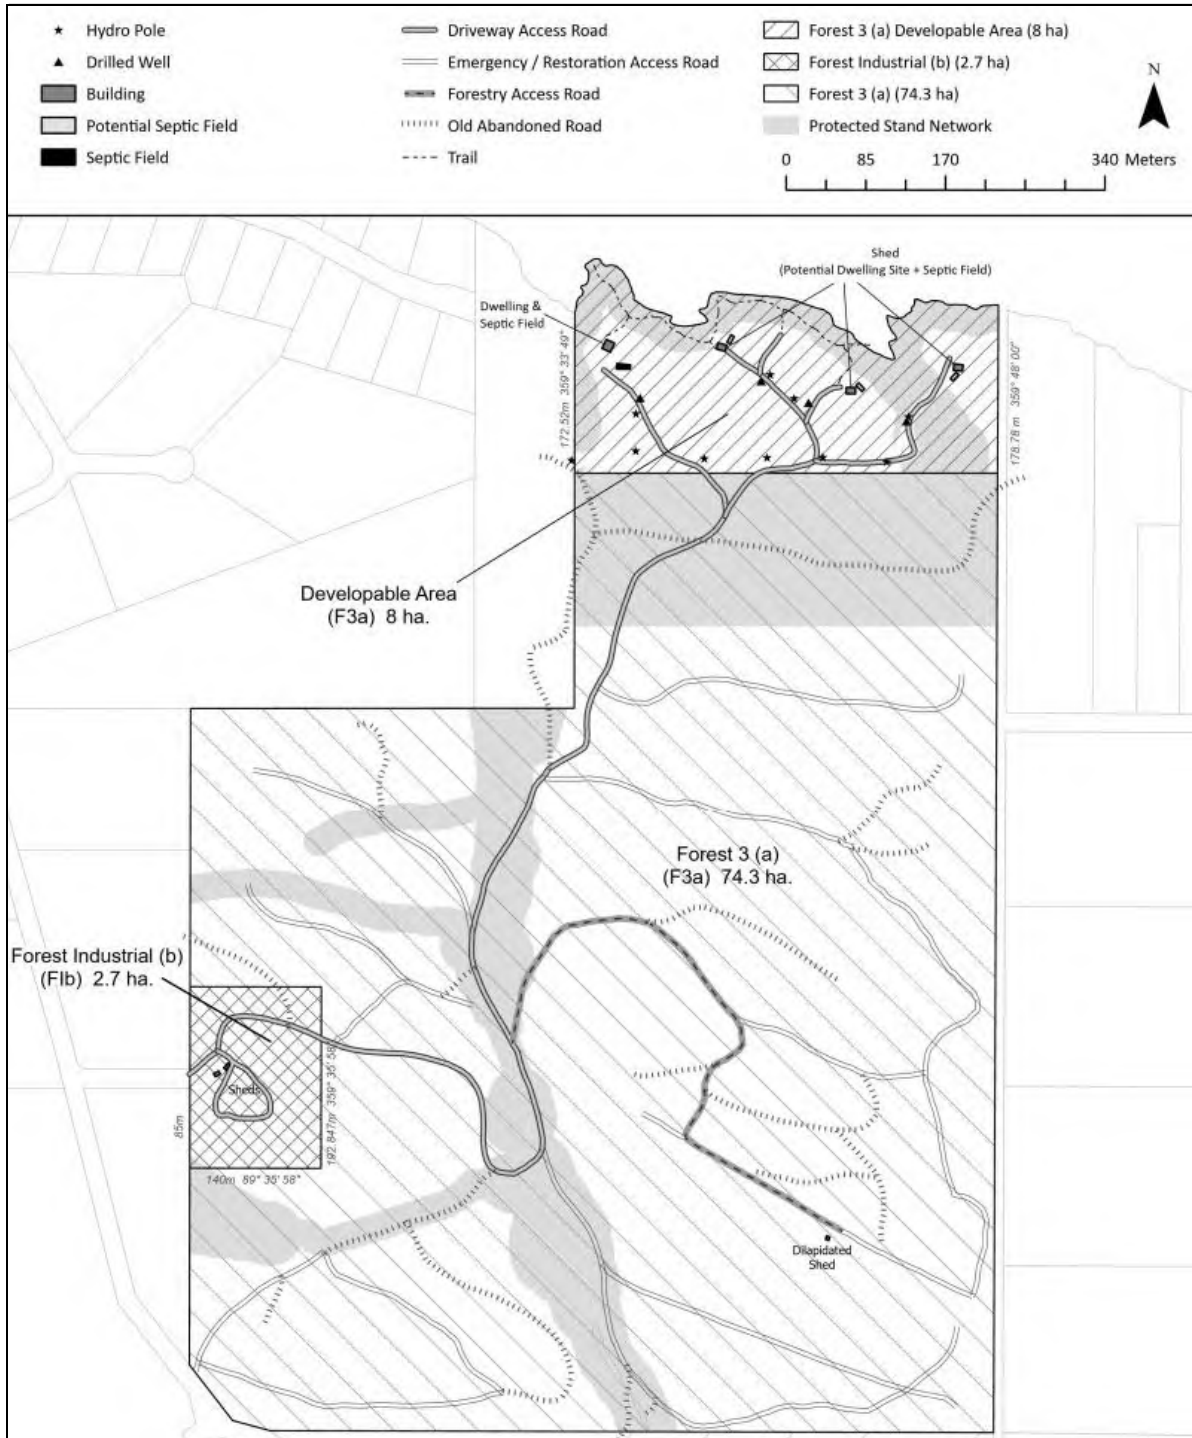 Hydro Pole
Drilled Well
Building
Potential Septic Field
Septic Field
Driveway Access Road
Emergency / Restoration Access Road
Forestry Access Road
Old Abandoned Road
Trail
Forest 3 (a) Developable Area (8 ha)
Forest Industrial (b) (2.7 ha)
Forest 3 (a) (74.3 ha)
Protected Stand Network
N
0 85 170 340 Meters
Shed
(Potential Dwelling Site + Septic Field)
Dwelling &
Septic Field
172.52m 359° 33' 49"
178.78 m 359° 48' 00"
Developable Area
(F3a) 8 ha.
Forest 3 (a)
(F3a) 74.3 ha.
Forest Industrial (b)
(FIb) 2.7 ha.
Sheds
85m
192.847m 359° 35' 58"
140m 89° 35' 58"
Dilapidated
Shed